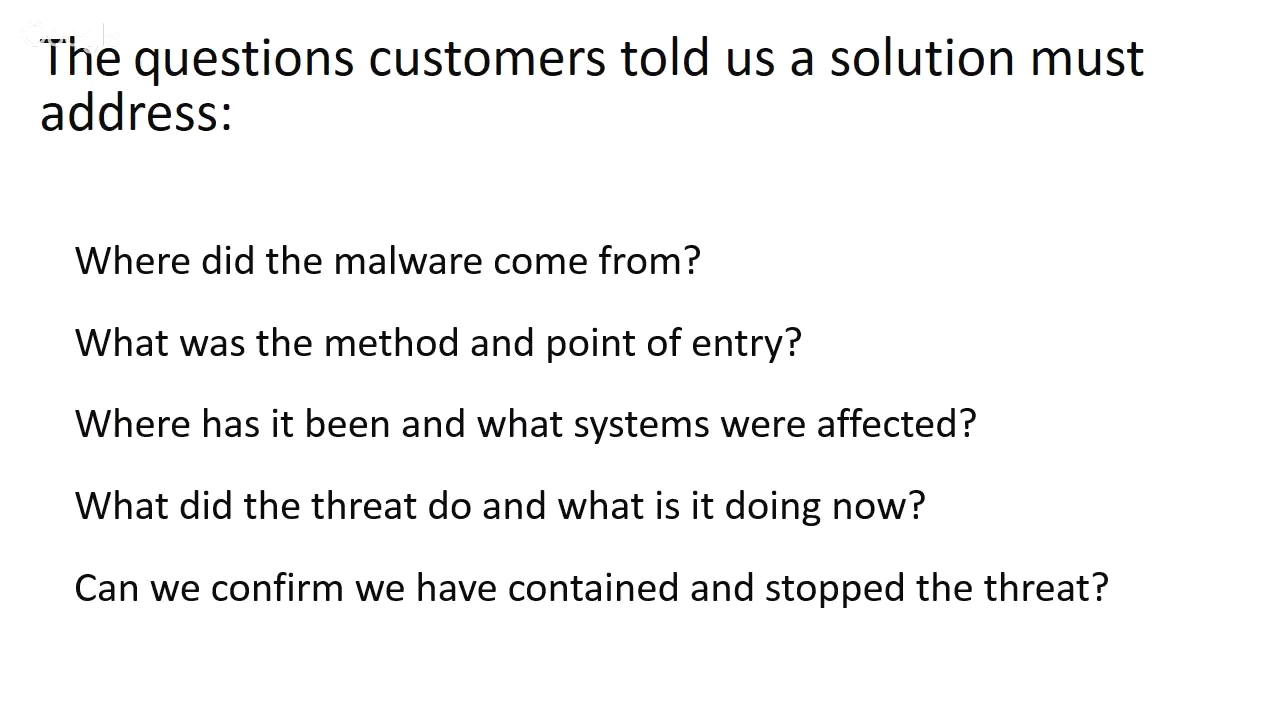 The questions customers told us a solution must
address:
Where did the malware come from?
What was the method and point of entry?
Where has it been and what systems were affected?
What did the threat do and what is it doing now?
Can we confirm we have contained and stopped the threat?